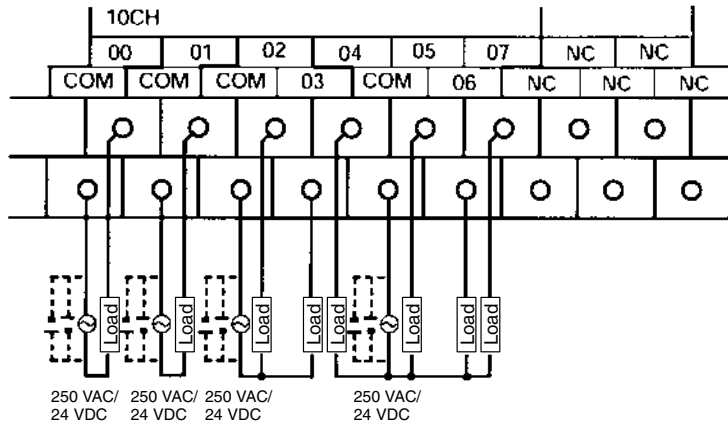 10CH
00 01 02 04 05 07 NC NC
COM COM COM 03 COM 06 NC NC NC
Load Load Load Load Load Load Load Load
250 VAC/ 250 VAC/ 250 VAC/ 250 VAC/
24 VDC 24 VDC 24 VDC 24 VDC